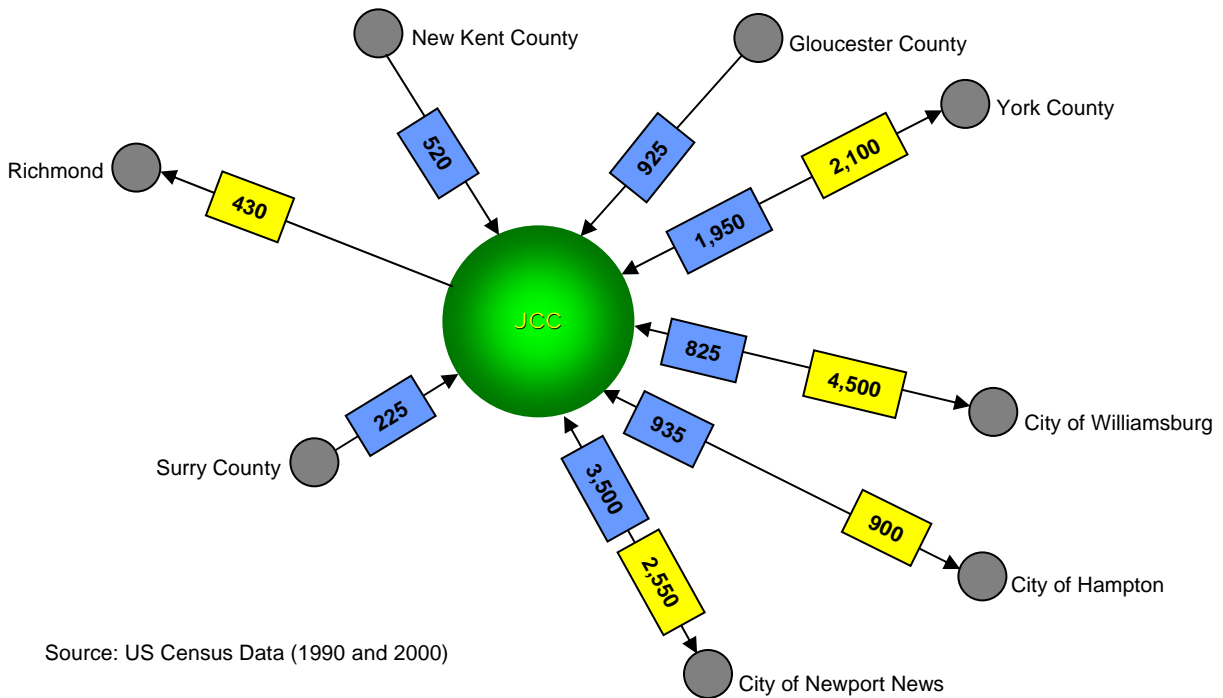 New Kent County
Gloucester County
York County
Richmond
520
925
2,100
430
1,950
JCC
825
4,500
City of Williamsburg
225
935
Surry County
3,500
900
2,550
City of Hampton
Source: US Census Data (1990 and 2000)
City of Newport News